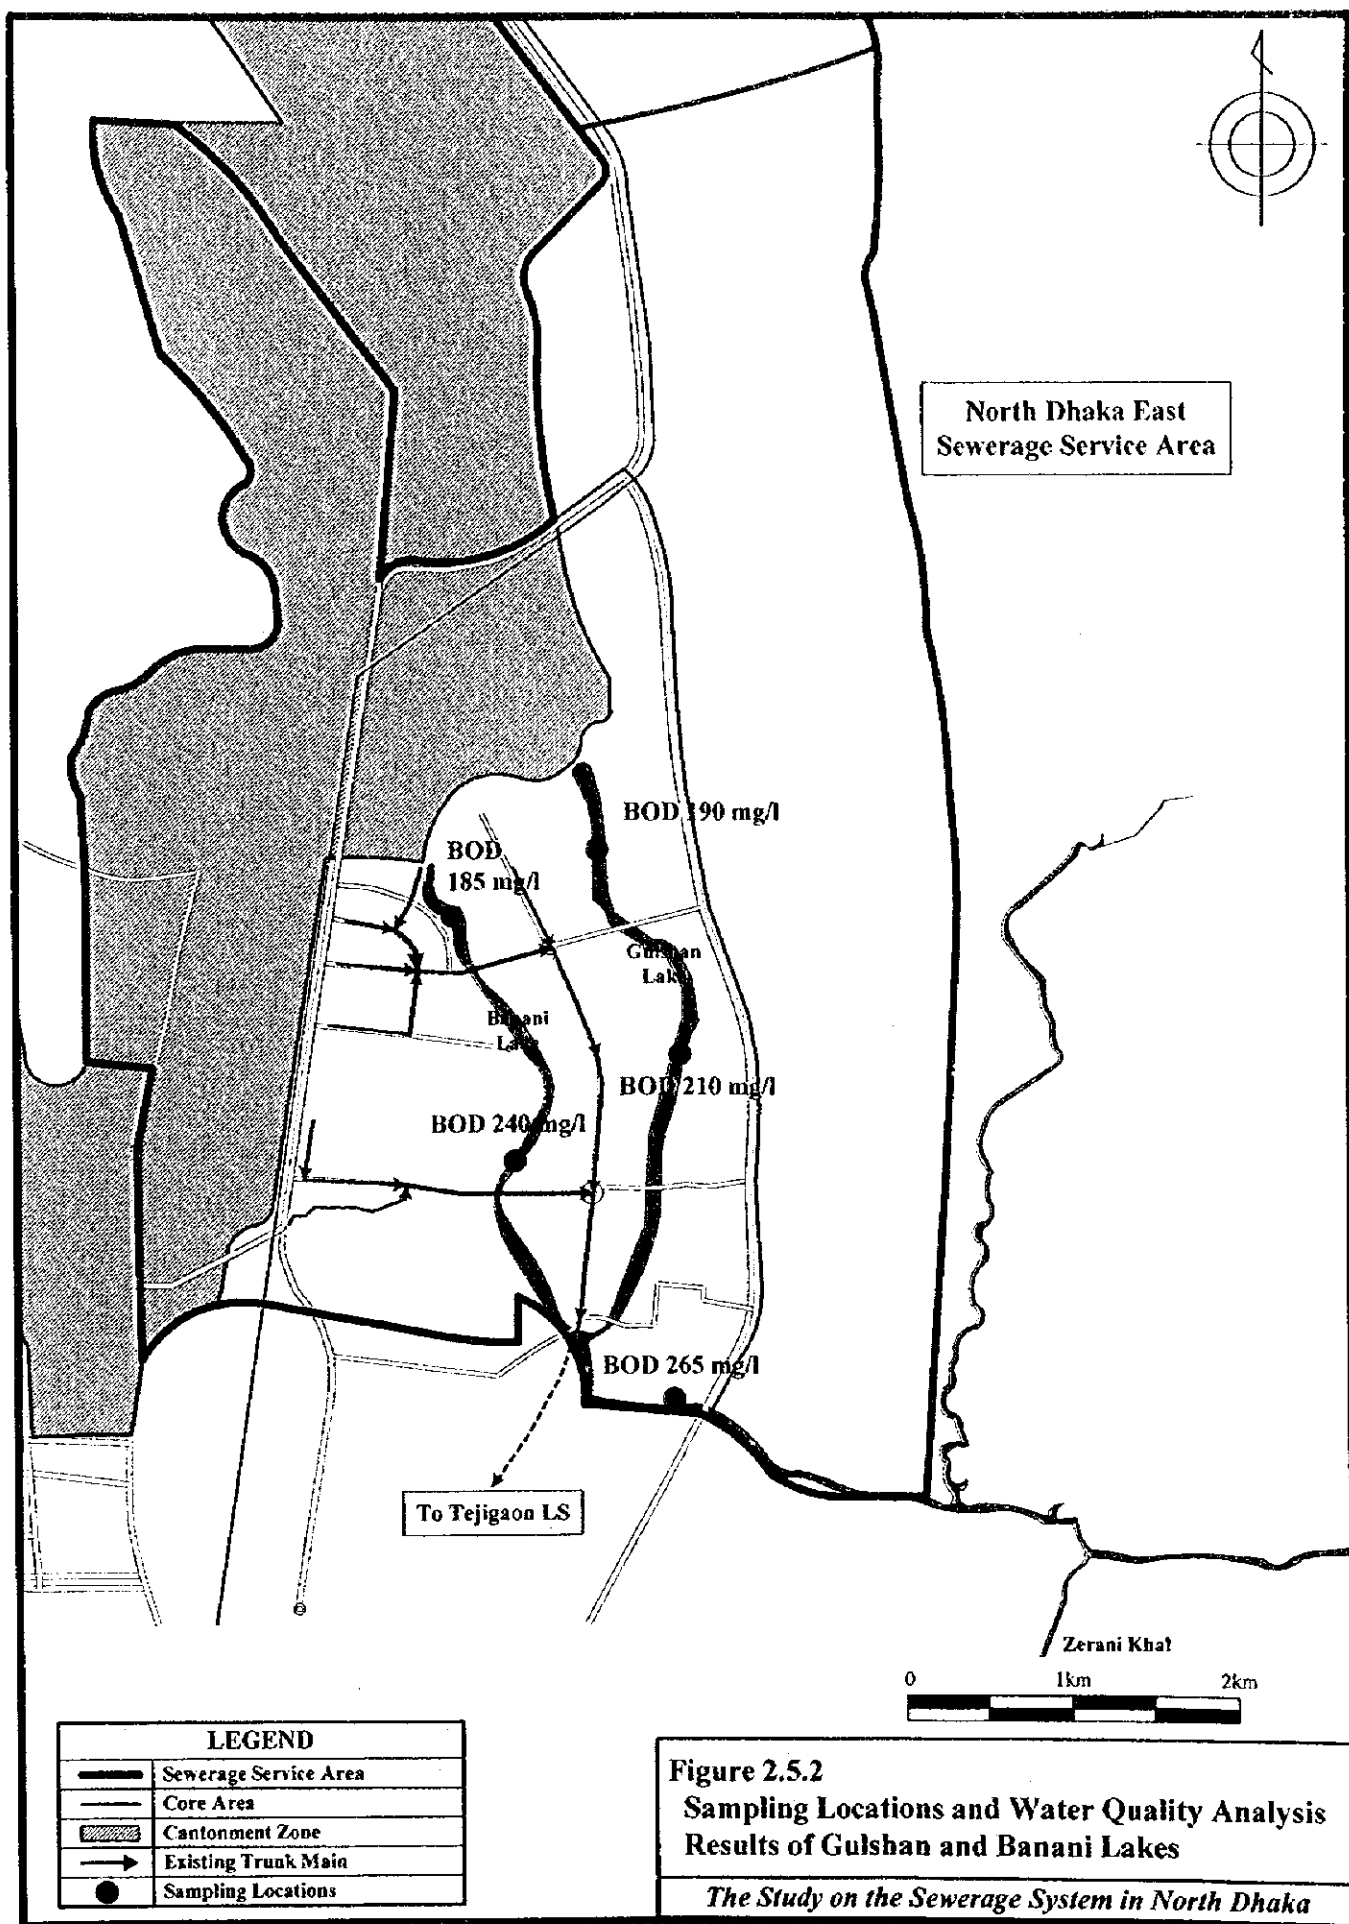 North Dhaka East
Sewerage Service Area
BOD 190 mg/l
BOD
185 mg/l
Gulshan
Lake
Banani
Lake
BOD 210 mg/l
BOD 240 mg/l
BOD 265 mg/l
To Tejigaon LS
Zerani Khal
0 1km 2km
LEGEND
Sewerage Service Area
Core Area
Cantonment Zone
Existing Trunk Main
Sampling Locations
Figure 2.5.2
Sampling Locations and Water Quality Analysis
Results of Gulshan and Banani Lakes
The Study on the Sewerage System in North Dhaka